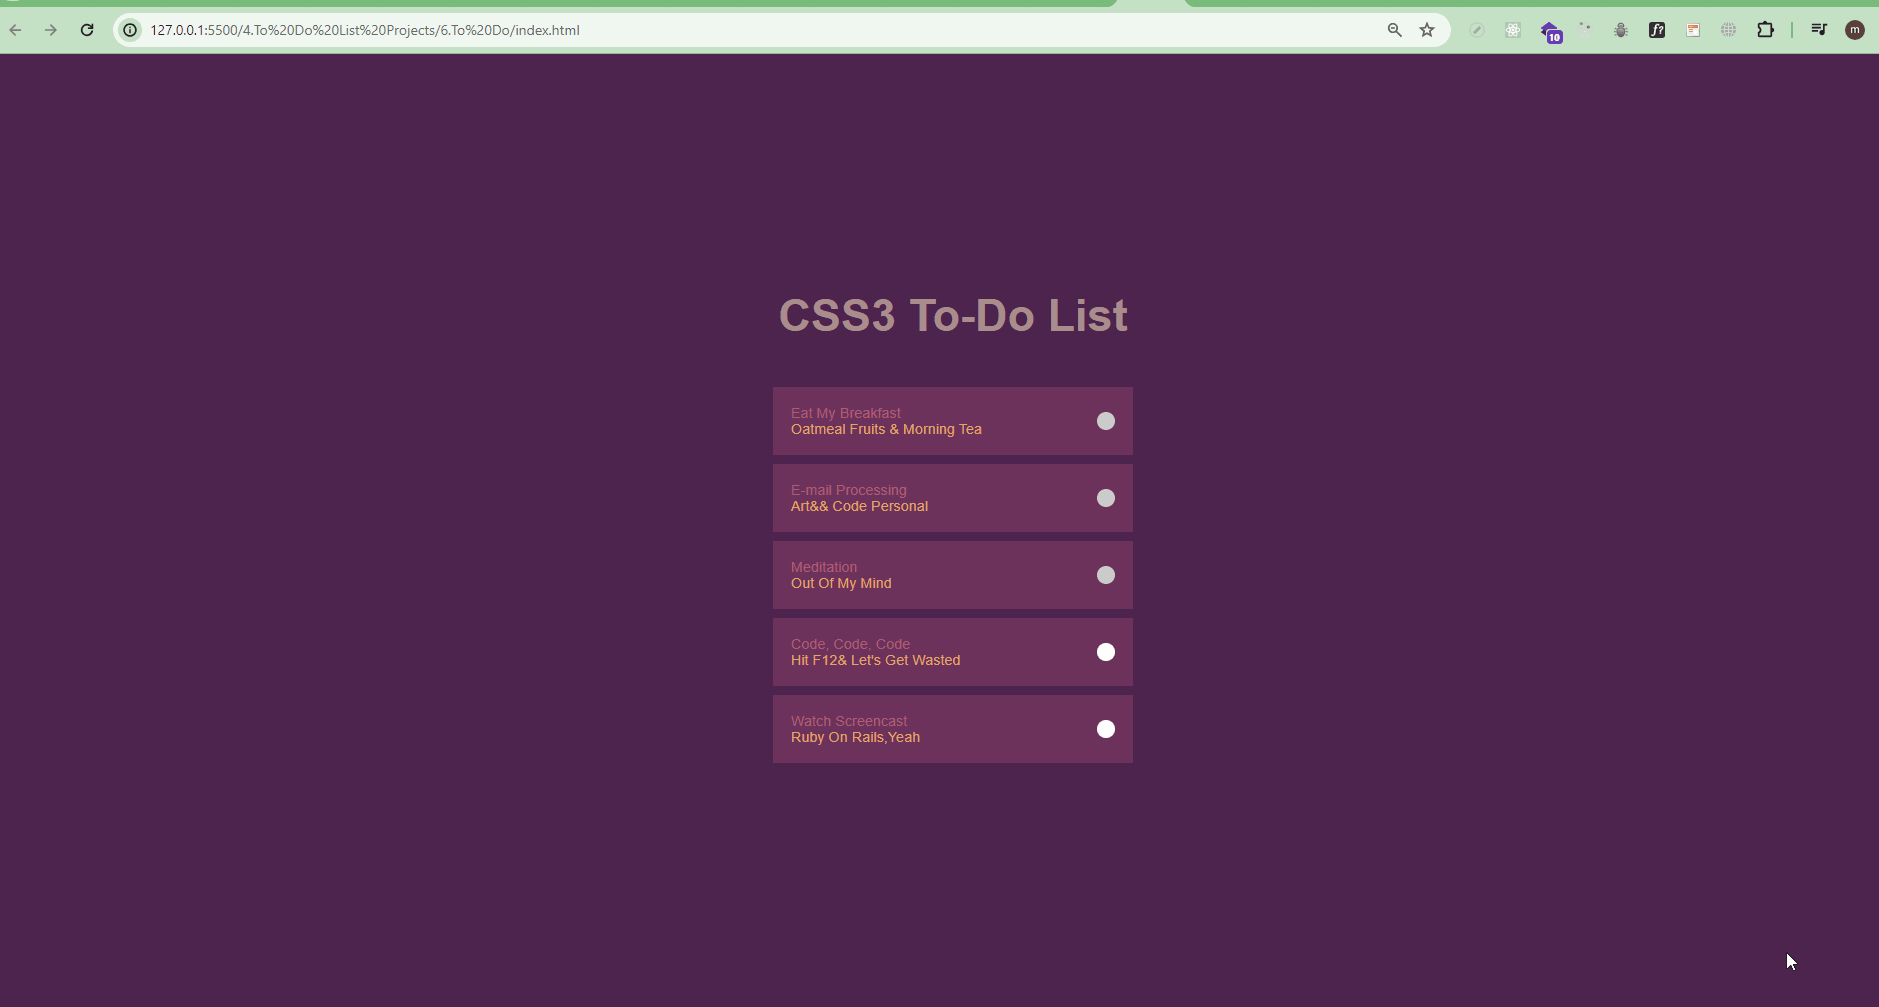 127.0.0.1:5500/4.To%20Do%20List%20Projects/6.To%20Do/index.html
10
f?
m
CSS3 To-Do List
Eat My Breakfast
Oatmeal Fruits & Morning Tea
E-mail Processing
Art&& Code Personal
Meditation
Out Of My Mind
Code, Code, Code
Hit F12& Let's Get Wasted
Watch Screencast
Ruby On Rails,Yeah